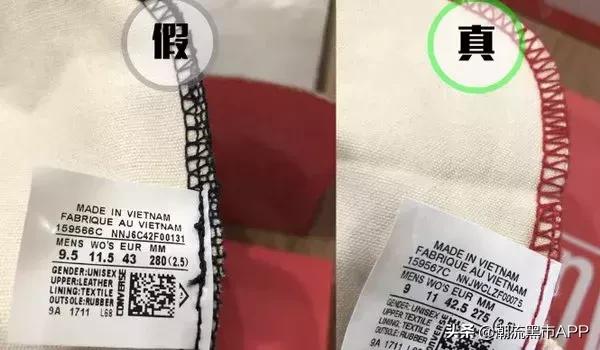 假
MADE IN VIETNAM
FABRIQUE AU VIETNAM
159566C NNJ6C42F00131
MENS WO'S EUR MM
9.5 11.5 43 280 (2.5)
GENDER:UNISEX
UPPER:LEATHER
LINING:TEXTILE
OUTSOLE:RUBBER
9A 1711 L68
CONVERSE
真
MADE IN VIETNAM
FABRIQUE AU VIETNAM
159567C NNJWCLZF00075
MENS WO'S EUR MM
9 11 42.5 275
GENDER: UNISEX
UPPER: TEXTILE
LINING: TEXTILE
OUTSOLE: RUBBER
9A 1711
头条 @潮流黑市APP